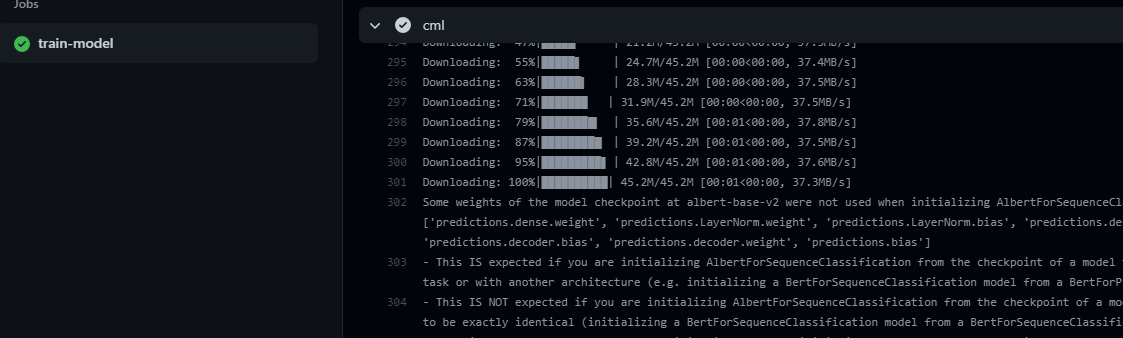 Jobs
train-model
cml
294 Downloading: 47%| | 21.2M/45.2M [00:00<00:00, 37.5MB/s]
295 Downloading: 55%| | 24.7M/45.2M [00:00<00:00, 37.4MB/s]
296 Downloading: 63%| | 28.3M/45.2M [00:00<00:00, 37.5MB/s]
297 Downloading: 71%| | 31.9M/45.2M [00:00<00:00, 37.5MB/s]
298 Downloading: 79%| | 35.6M/45.2M [00:01<00:00, 37.8MB/s]
299 Downloading: 87%| | 39.2M/45.2M [00:01<00:00, 37.5MB/s]
300 Downloading: 95%| | 42.8M/45.2M [00:01<00:00, 37.6MB/s]
301 Downloading: 100%| | 45.2M/45.2M [00:01<00:00, 37.3MB/s]
302 Some weights of the model checkpoint at albert-base-v2 were not used when initializing AlbertForSequenceCl
['predictions.dense.weight', 'predictions.LayerNorm.weight', 'predictions.LayerNorm.bias', 'predictions.de
'predictions.decoder.bias', 'predictions.decoder.weight', 'predictions.bias']
303 - This IS expected if you are initializing AlbertForSequenceClassification from the checkpoint of a model
task or with another architecture (e.g. initializing a BertForSequenceClassification model from a BertForP
304 - This IS NOT expected if you are initializing AlbertForSequenceClassification from the checkpoint of a mo
to be exactly identical (initializing a BertForSequenceClassification model from a BertForSequenceClassifi